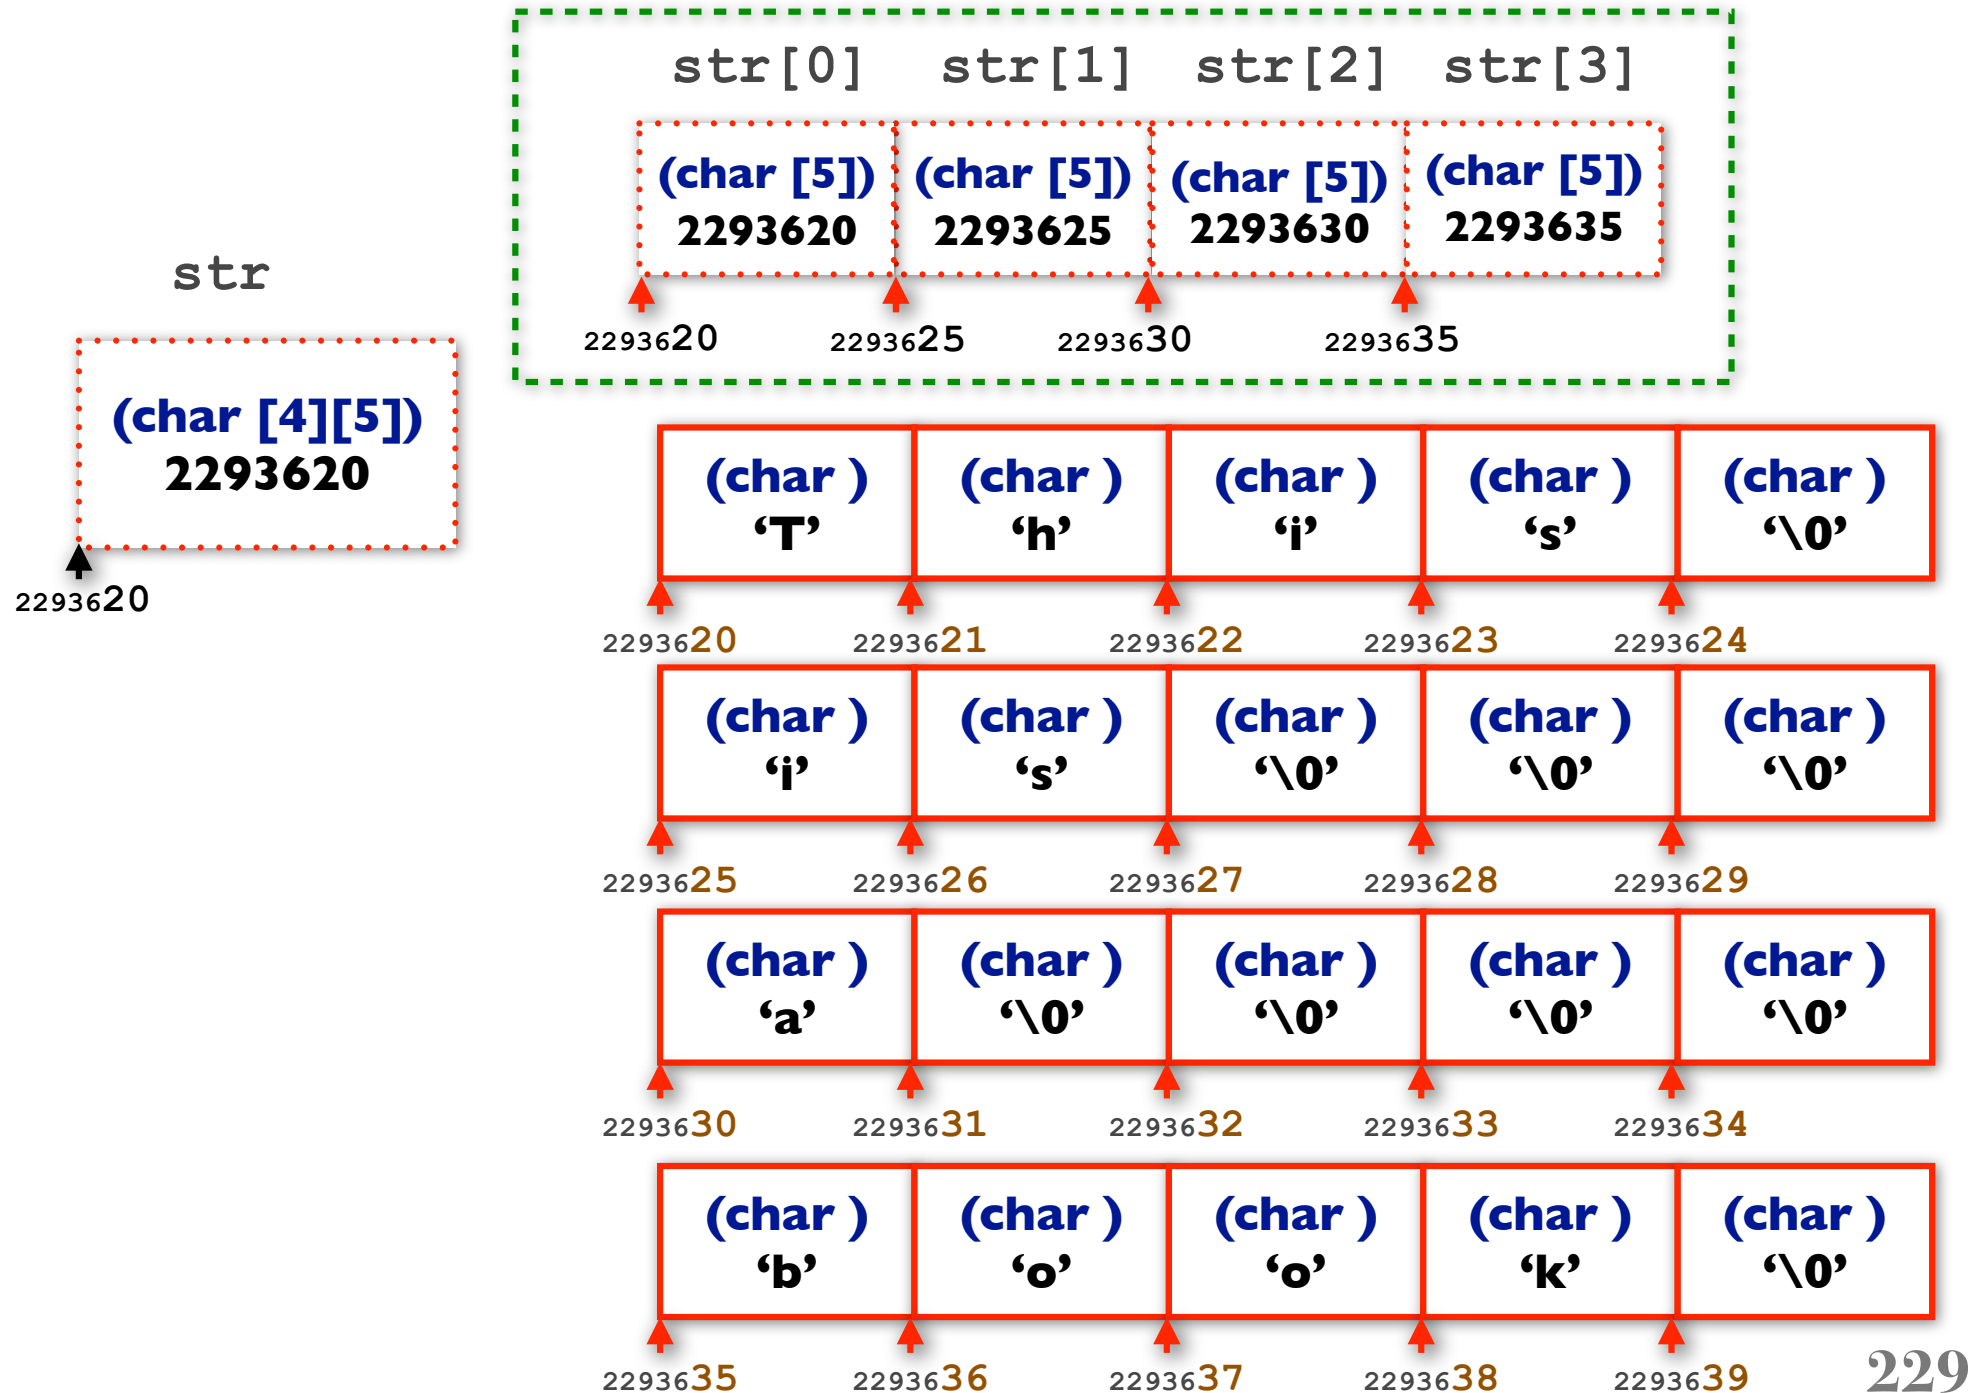 str[0] str[1] str[2] str[3]
(char [5]) (char [5]) (char [5]) (char [5])
2293620 2293625 2293630 2293635
2293620 2293625 2293630 2293635
str
(char [4][5])
2293620
2293620
(char ) (char ) (char ) (char ) (char )
‘T’ ‘h’ ‘i’ ‘s’ ‘\0’
2293620 2293621 2293622 2293623 2293624
(char ) (char ) (char ) (char ) (char )
‘i’ ‘s’ ‘\0’ ‘\0’ ‘\0’
2293625 2293626 2293627 2293628 2293629
(char ) (char ) (char ) (char ) (char )
‘a’ ‘\0’ ‘\0’ ‘\0’ ‘\0’
2293630 2293631 2293632 2293633 2293634
(char ) (char ) (char ) (char ) (char )
‘b’ ‘o’ ‘o’ ‘k’ ‘\0’
2293635 2293636 2293637 2293638 2293639
229